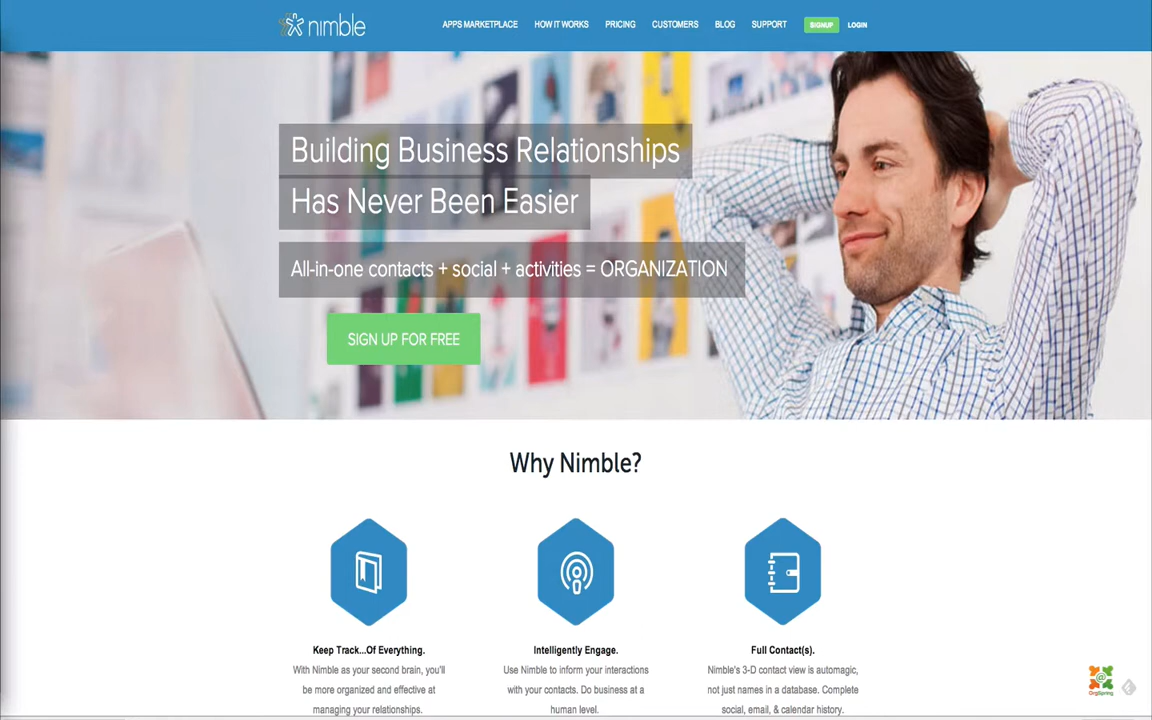 nimble
APPS MARKETPLACE HOW IT WORKS PRICING CUSTOMERS BLOG SUPPORT SIGNUP LOGIN
Building Business Relationships
Has Never Been Easier
All-in-one contacts + social + activities = ORGANIZATION
SIGN UP FOR FREE
Why Nimble?
Keep Track...Of Everything.
With Nimble as your second brain, you'll
be more organized and effective at
managing your relationships.
Intelligently Engage.
Use Nimble to inform your interactions
with your contacts. Do business at a
human level.
Full Contact(s).
Nimble's 3-D contact view is automagic,
not just names in a database. Complete
social, email, & calendar history.
@
OrgSpring